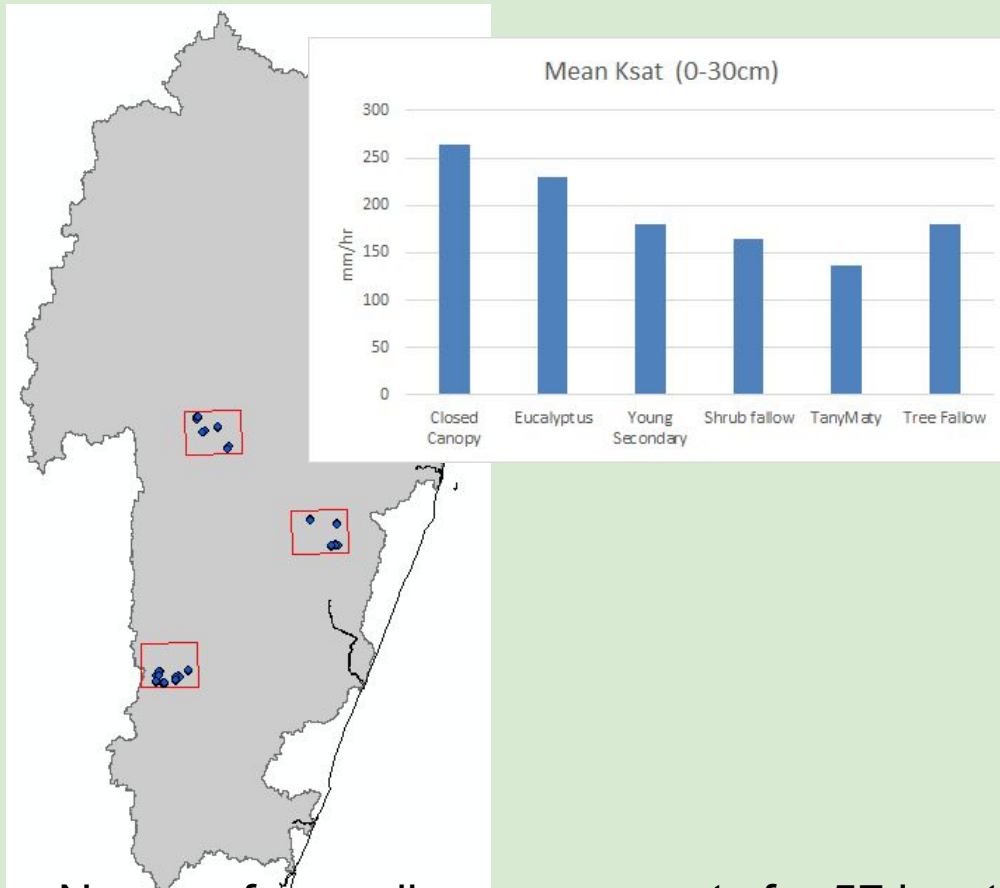 Mean Ksat (0-30cm)
300
250
200
150
100
50
0
mm/hr
Closed Canopy
Eucalyptus
Young Secondary
Shrub fallow
TanyMaty
Tree Fallow